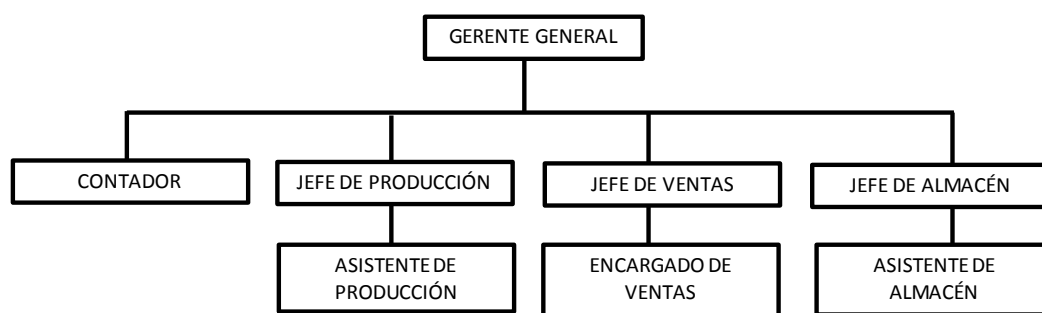 GERENTE GENERAL
CONTADOR
JEFE DE PRODUCCIÓN
JEFE DE VENTAS
JEFE DE ALMACÉN
ASISTENTE DE
PRODUCCIÓN
ENCARGADO DE
VENTAS
ASISTENTE DE
ALMACÉN